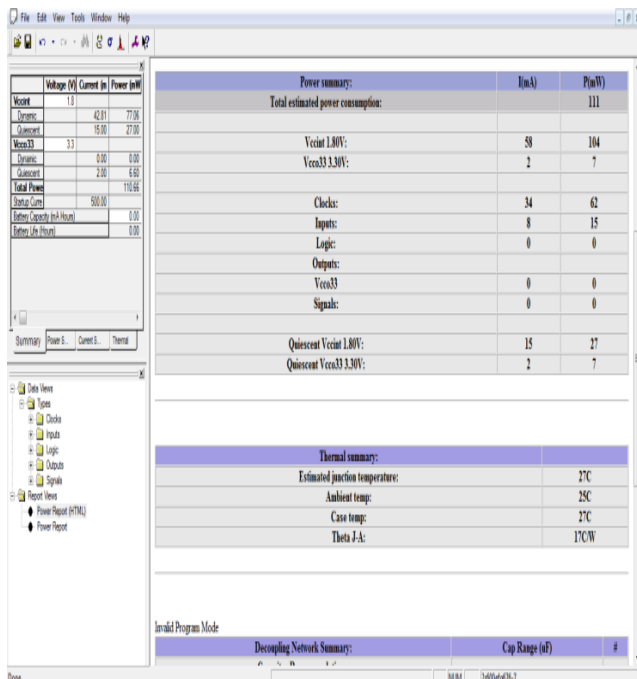 File Edit View Tools Window Help
Voltage (V) Current (m Power (mW
Vccint 1.8
Dynamic 42.81 77.06
Quiescent 15.00 27.00
Vcco33 3.3
Dynamic 0.00 0.00
Quiescent 2.00 6.60
Total Powe 110.66
Startup Curre 500.00
Battery Capacity (mA Hours) 0.00
Battery Life (Hours) 0.00
Summary Power S... Current S... Thermal
Data Views
Types
Clocks
Inputs
Logic
Outputs
Signals
Report Views
Power Report (HTML)
Power Report
Power summary: I(mA) P(mW)
Total estimated power consumption: 111
Vccint 1.80V: 58 104
Vcco33 3.30V: 2 7
Clocks: 34 62
Inputs: 8 15
Logic: 0 0
Outputs:
Vcco33 0 0
Signals: 0 0
Quiescent Vccint 1.80V: 15 27
Quiescent Vcco33 3.30V: 2 7
Thermal summary:
Estimated junction temperature: 27C
Ambient temp: 25C
Case temp: 27C
Theta J-A: 17C/W
Invalid Program Mode
Decoupling Network Summary: Cap Range (uF) #
Done NUM